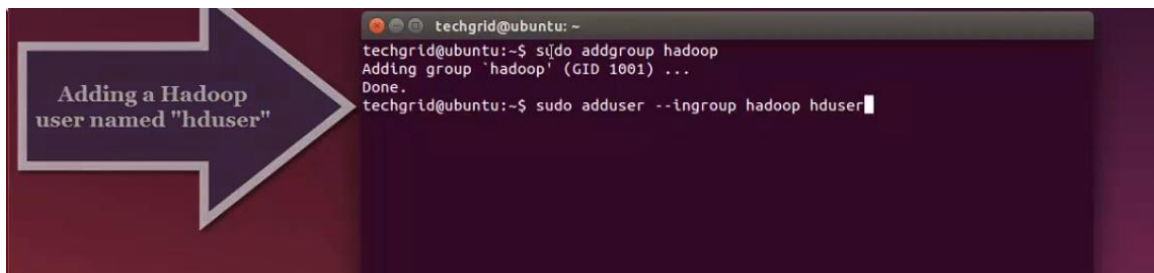 Adding a Hadoop
user named "hduser"
techgrid@ubuntu: ~
techgrid@ubuntu:~$ sudo addgroup hadoop
Adding group `hadoop' (GID 1001) ...
Done.
techgrid@ubuntu:~$ sudo adduser --ingroup hadoop hduser